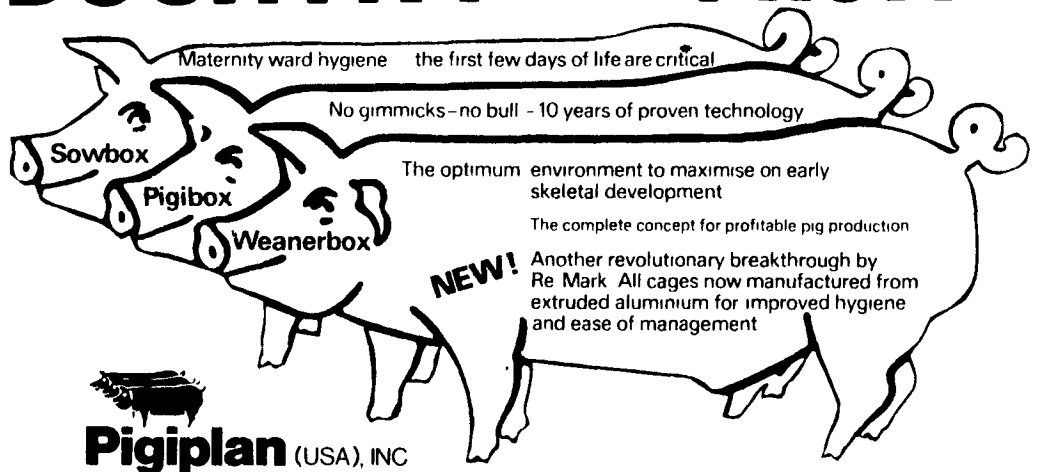 Maternity ward hygiene the first few days of life are critical
No gimmicks-no bull - 10 years of proven technology
Sowbox
Pigibox
Weanerbox
The optimum environment to maximise on early
skeletal development
The complete concept for profitable pig production
NEW!
Another revolutionary breakthrough by
Re Mark All cages now manufactured from
extruded aluminium for improved hygiene
and ease of management
Pigiplan (USA), INC